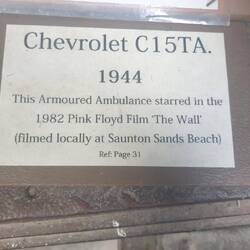 Chevrolet C15TA.
1944
This Armoured Ambulance starred in the
1982 Pink Floyd Film 'The Wall'
(filmed locally at Saunton Sands Beach)
Ref: Page 31